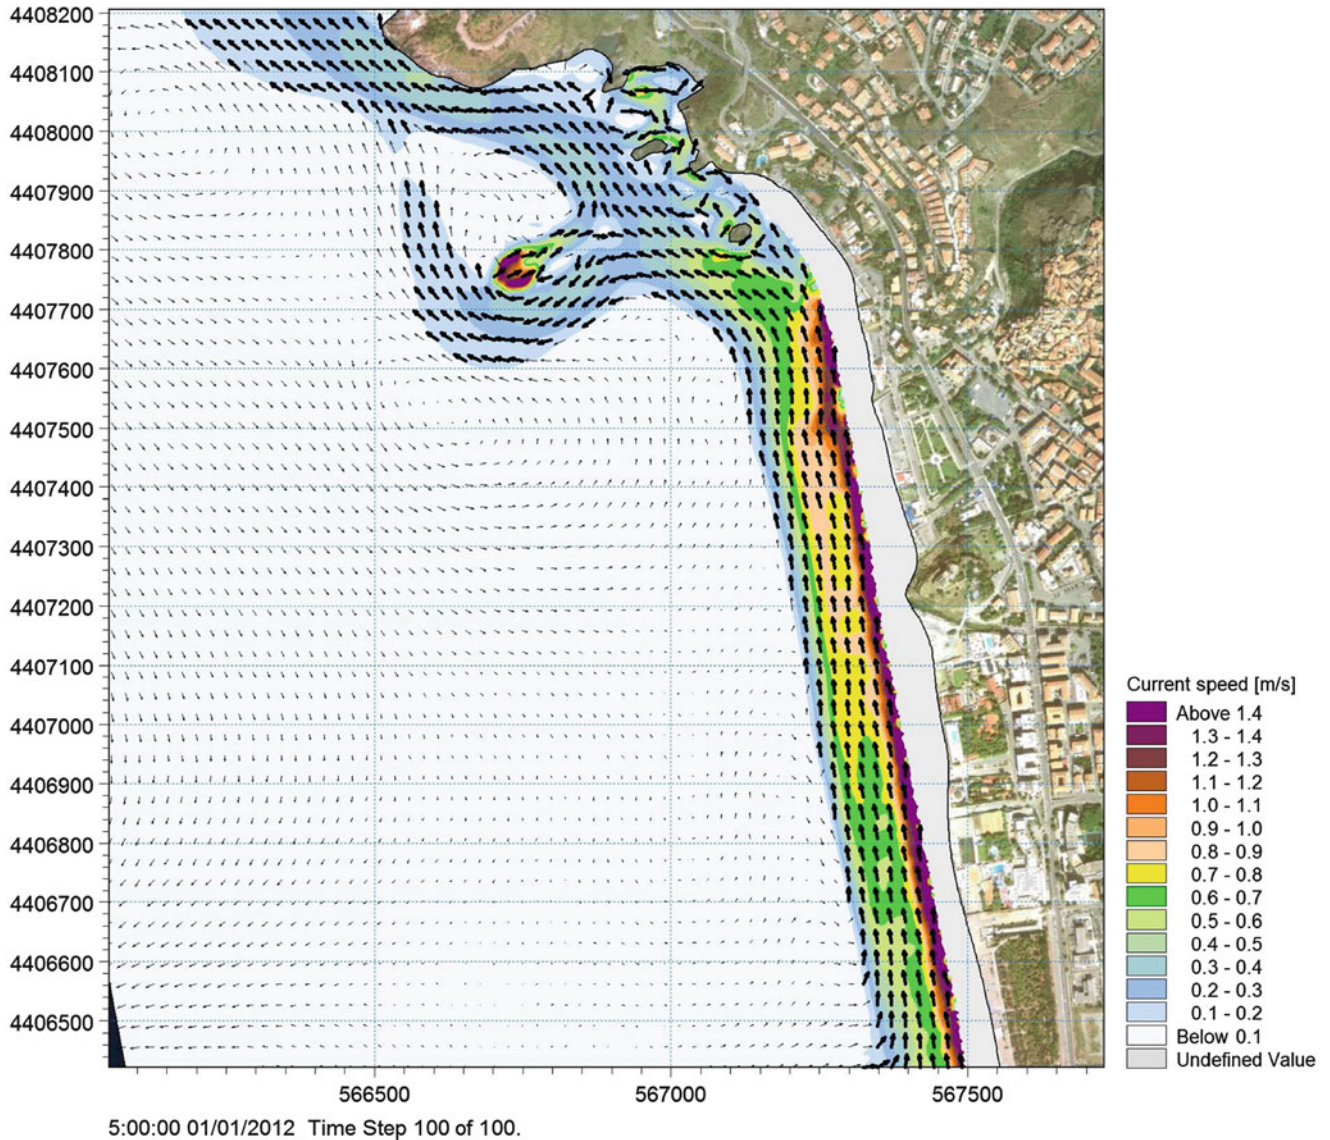 4408200
4408100
4408000
4407900
4407800
4407700
4407600
4407500
4407400
4407300
4407200
4407100
4407000
4406900
4406800
4406700
4406600
4406500
566500 567000 567500
5:00:00 01/01/2012 Time Step 100 of 100.
Current speed [m/s]
Above 1.4
1.3 - 1.4
1.2 - 1.3
1.1 - 1.2
1.0 - 1.1
0.9 - 1.0
0.8 - 0.9
0.7 - 0.8
0.6 - 0.7
0.5 - 0.6
0.4 - 0.5
0.3 - 0.4
0.2 - 0.3
0.1 - 0.2
Below 0.1
Undefined Value